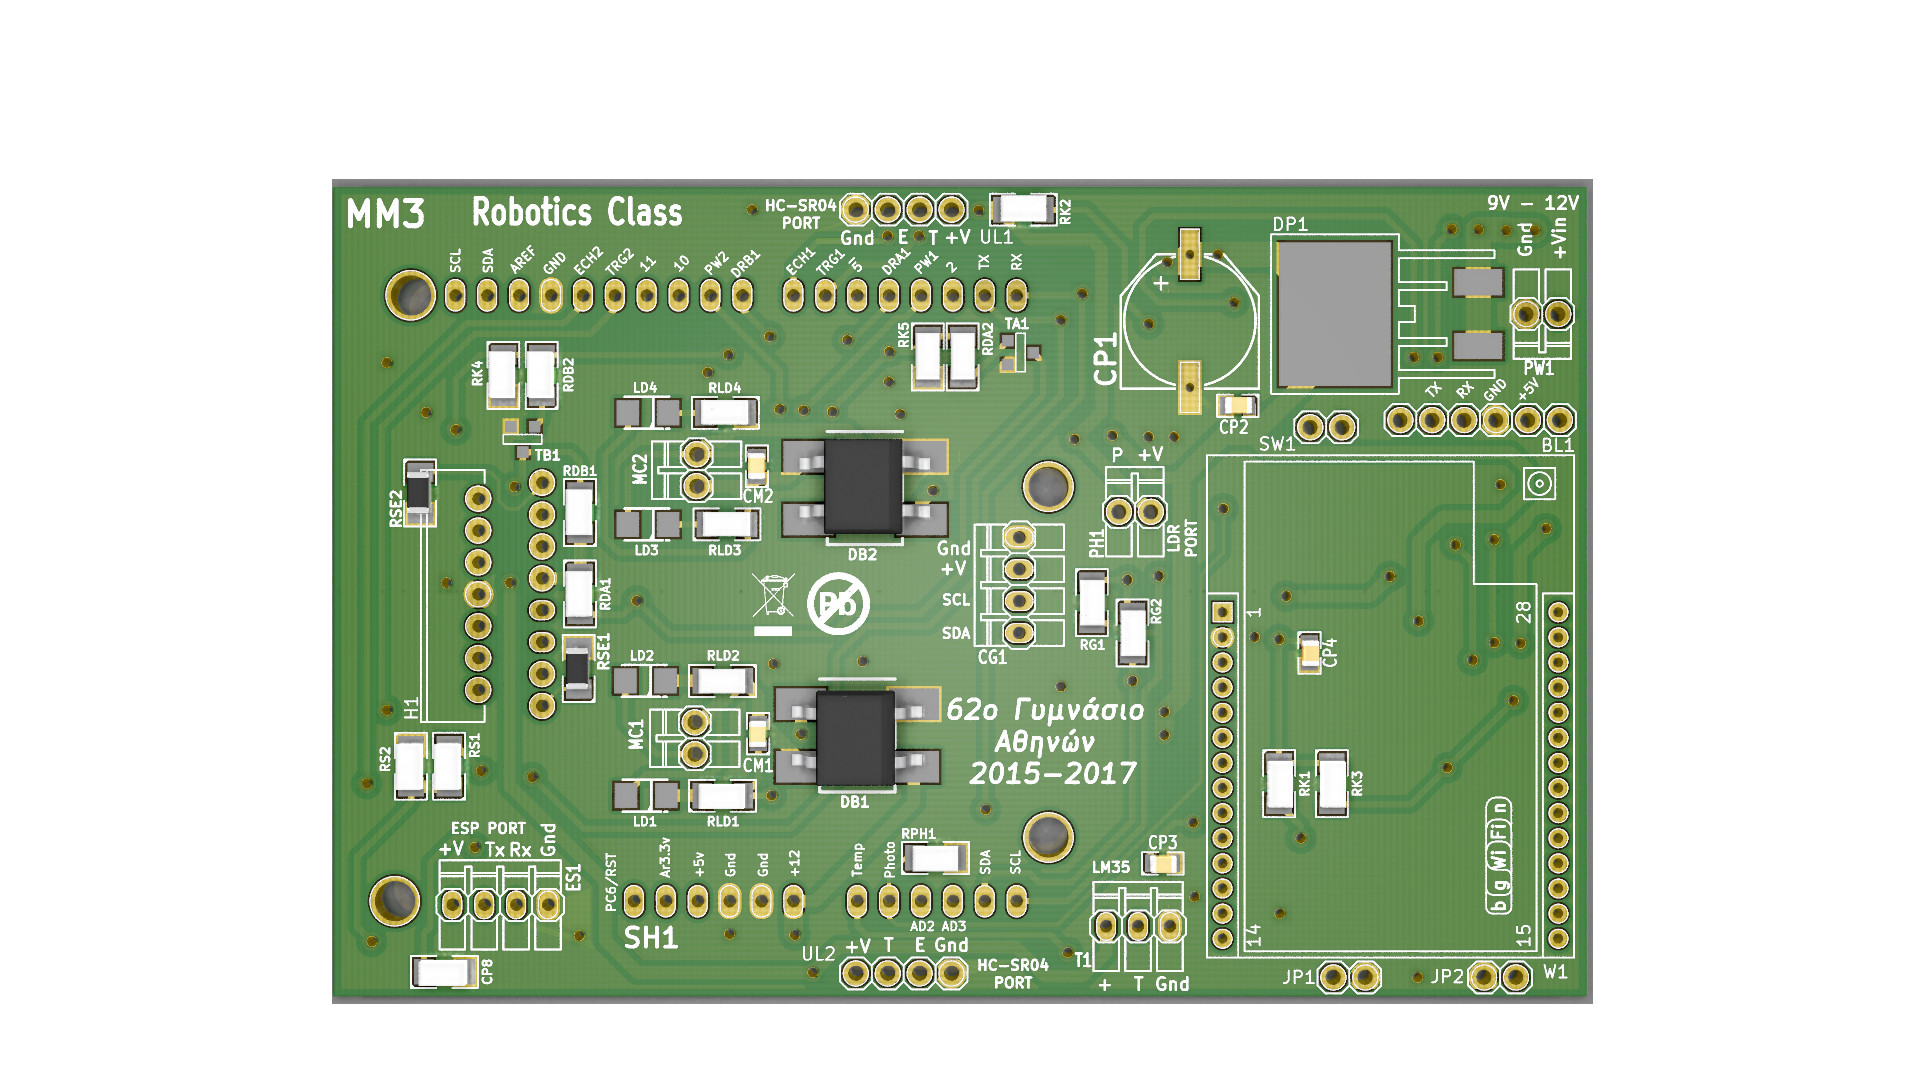 MM3
Robotics Class
HC-SR04
PORT
Gnd E T +V UL1
RK2
9V - 12V
Gnd
+Vin
DP1
SCL
SDA
AREF
GND
ECH2
TRG2
11
10
PW2
DRB1
ECH1
TRG1
5
DRA1
PW1
2
TX
RX
+
CP1
CP2
PW1
TX
RX
GND
+5V
SW1
BL1
RK4
RDB2
TB1
LD4
RLD4
RK5
RDA2
TA1
MC2
CM2
RSE2
RDB1
LD3
RLD3
DB2
P +V
PH1
LDR
PORT
Gnd
+V
SCL
SDA
CG1
RG1
RG2
RDA1
RSE1
Pb
1
28
CP4
LD2
RLD2
H1
MC1
CM1
62ο Γυμνάσιο
Αθηνών
2015-2017
RS2
RS1
LD1
RLD1
DB1
RK1
RK3
ESP PORT
+V Tx Rx Gnd
ES1
PC6/RST
Ar3.3v
+5v
Gnd
Gnd
+12
Temp
Photo
RPH1
SDA
SCL
AD2 AD3
LM35
CP3
b g Wi Fi n
14
15
SH1
UL2
+V T E Gnd
HC-SR04
PORT
T1
+ T Gnd
CP8
JP1
JP2
W1